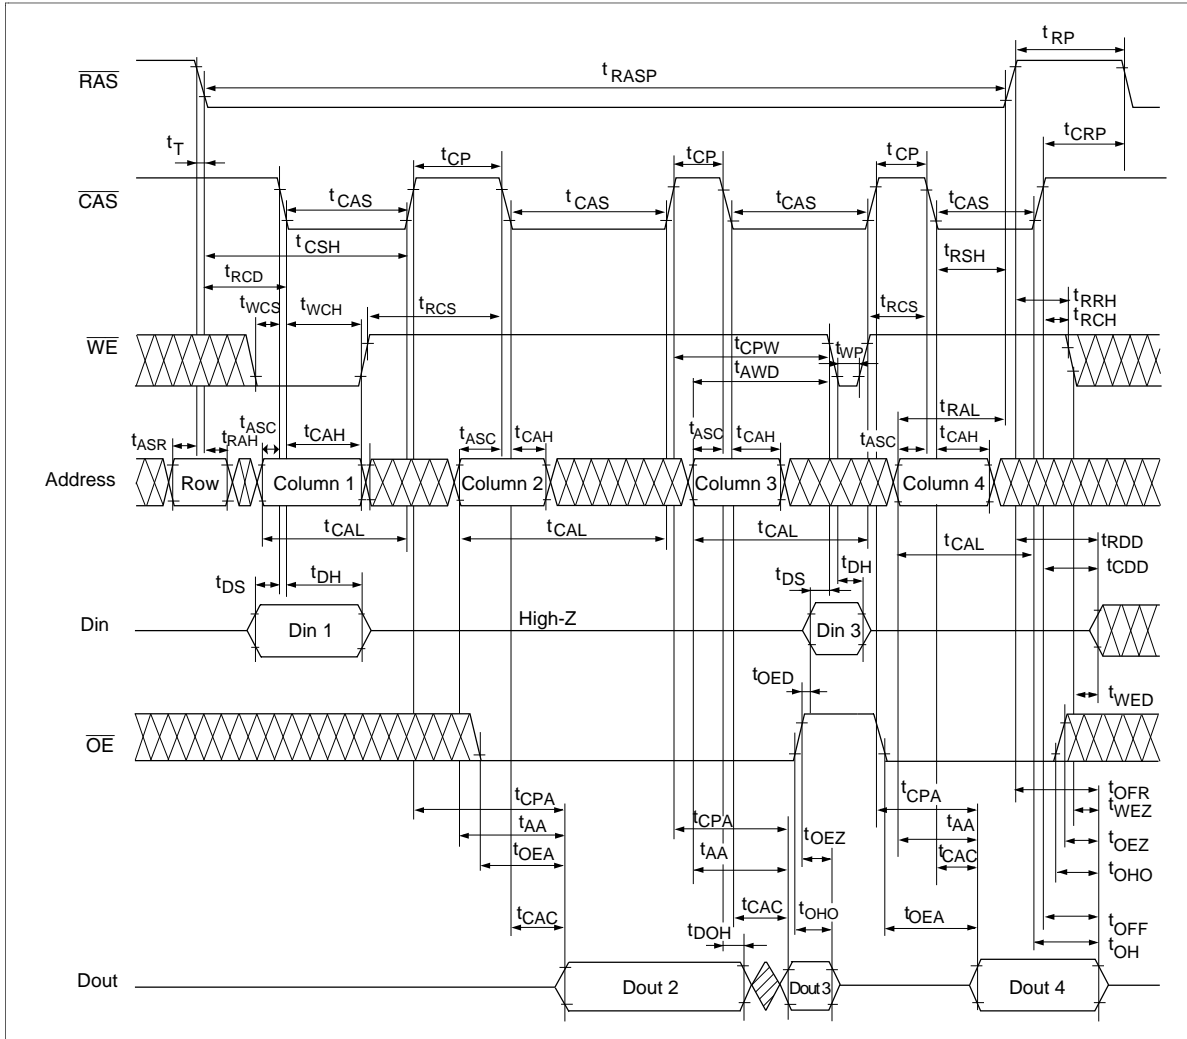 tRP
RAS
tRASP
tT
tCRP
tCP tCP tCP
CAS
tCAS tCAS tCAS tCAS
tCSH
tRSH
tRCD
tWCS tWCH tRCS tRCS tRRH
tRCH
WE
tCPW tWP
tAWD
tRAL
tASR tRAH tASC tCAH tASC tCAH tASC tCAH tASC tCAH
Address Row Column 1 Column 2 Column 3 Column 4
tCAL tCAL tCAL tCAL tRDD
tCDD
tDS tDH tDS tDH
Din Din 1 High-Z Din 3
tOED
tWED
OE
tCPA tCPA tCPA tOFR
tWEZ
tAA tAA tOEZ tAA tOEZ
tOEA tCAC tOHO
tCAC tDOH tCAC tOHO tOEA tOFF
tOH
Dout Dout 2 Dout 3 Dout 4